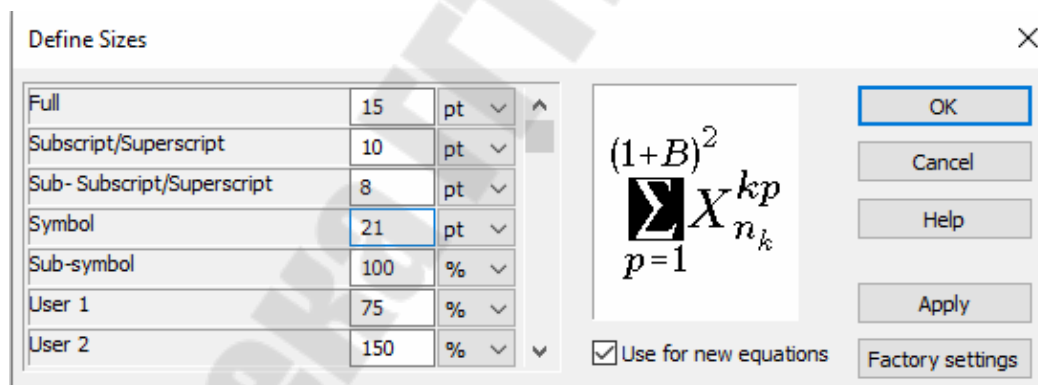 Define Sizes
Full 15 pt
Subscript/Superscript 10 pt
Sub- Subscript/Superscript 8 pt
Symbol 21 pt
Sub-symbol 100 %
User 1 75 %
User 2 150 %
(1+B)^2
∑ X^{kp}_{n_k}
p=1
Use for new equations
OK
Cancel
Help
Apply
Factory settings